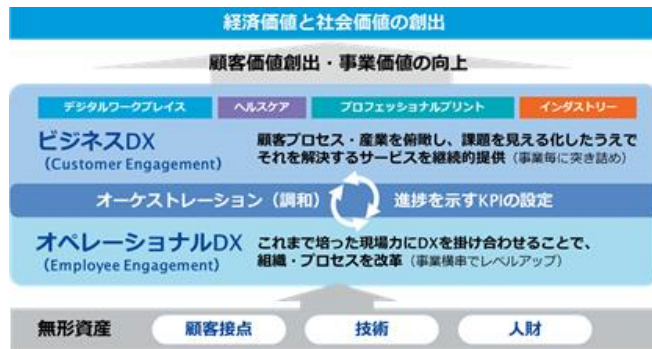 経済価値と社会価値の創出
顧客価値創出・事業価値の向上
デジタルワークプレイス
ヘルスケア
プロフェッショナルプリント
インダストリー
ビジネスDX
(Customer Engagement)
顧客プロセス・産業を俯瞰し、課題を見える化したうえで
それを解決するサービスを継続的提供（事業毎に突き詰め）
オーケストレーション（調和）
進捗を示すKPIの設定
オペレーショナルDX
(Employee Engagement)
これまで培った現場力にDXを掛け合わせることで、
組織・プロセスを改革（事業横串でレベルアップ）
無形資産
顧客接点
技術
人財